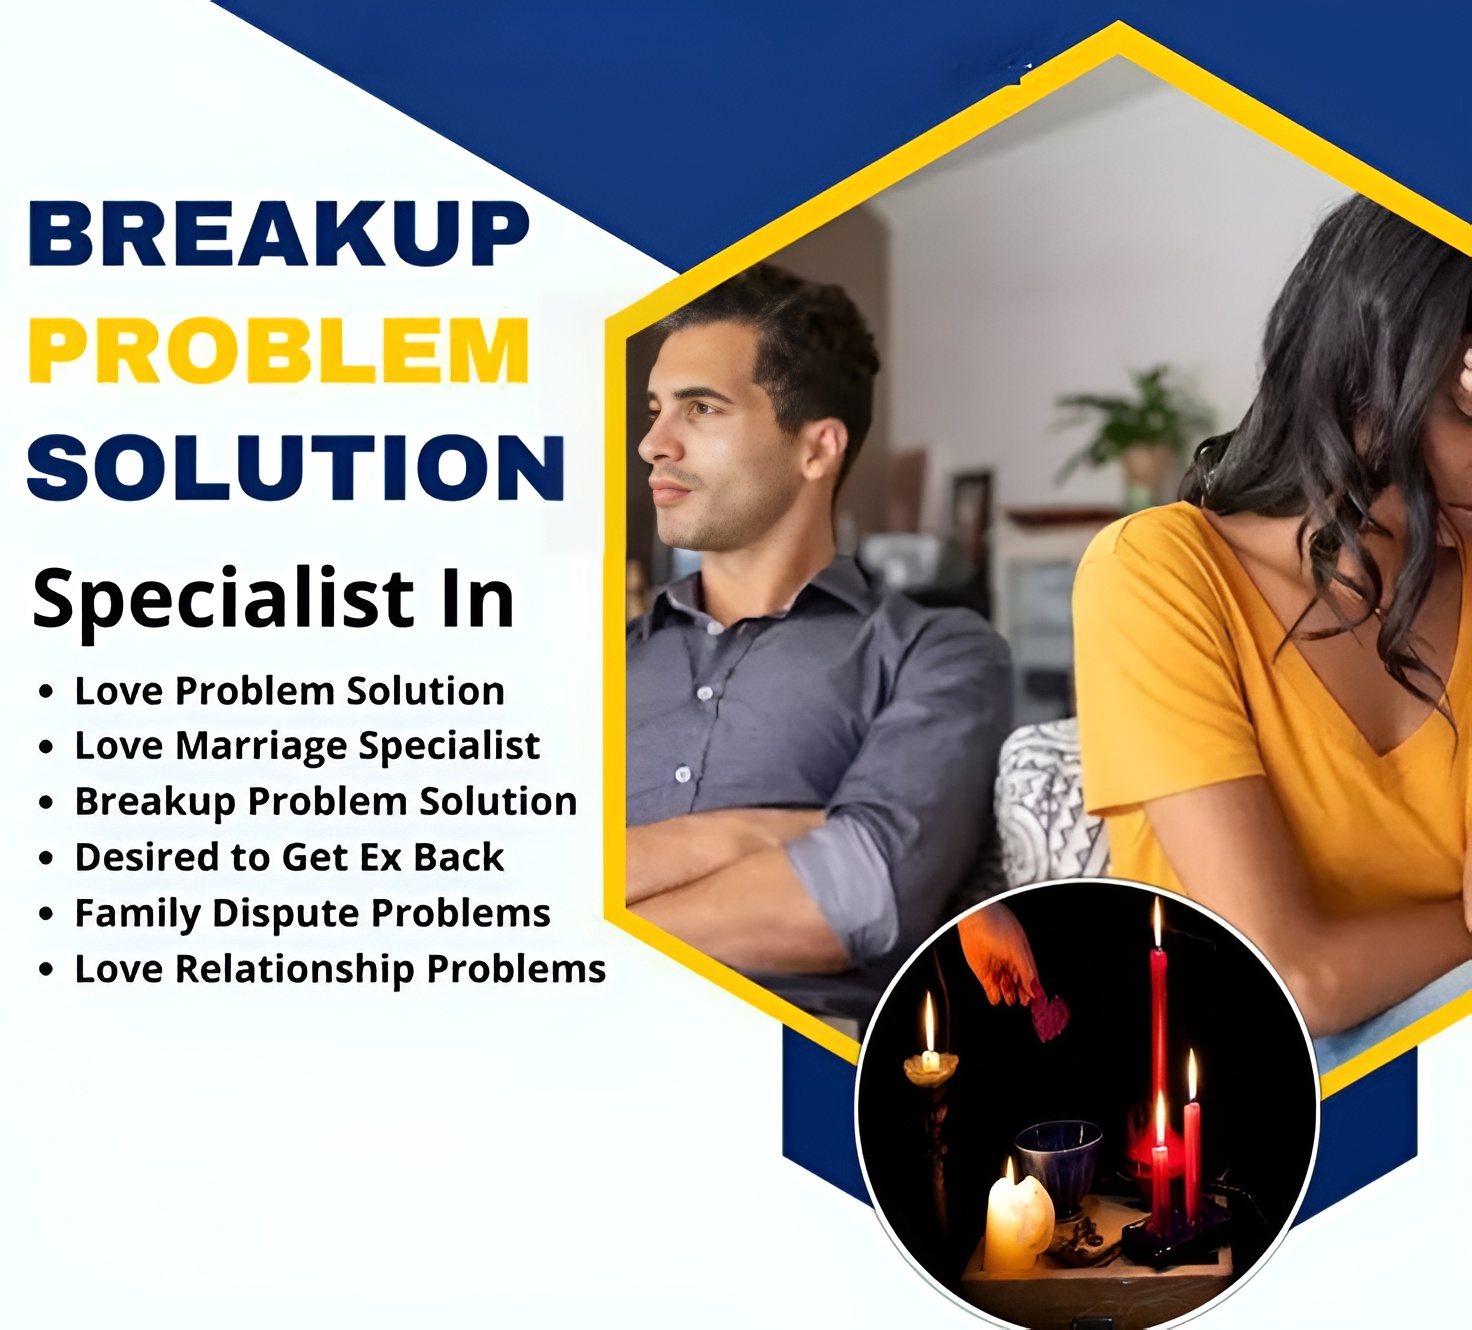 BREAKUP
PROBLEM
SOLUTION
Specialist In
• Love Problem Solution
• Love Marriage Specialist
• Breakup Problem Solution
• Desired to Get Ex Back
• Family Dispute Problems
• Love Relationship Problems